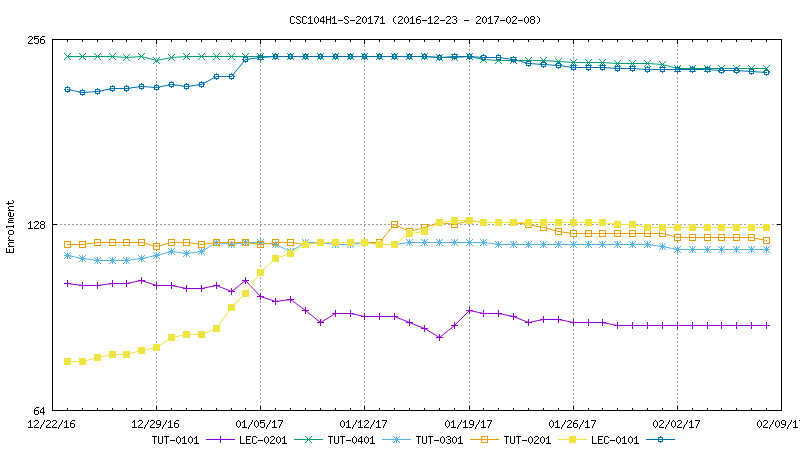 CSC104H1-S-20171 (2016-12-23 - 2017-02-08)
256
Enrolment
128
64
12/22/16 12/29/16 01/05/17 01/12/17 01/19/17 01/26/17 02/02/17 02/09/17
TUT-0101 LEC-0201 TUT-0401 TUT-0301 TUT-0201 LEC-0101